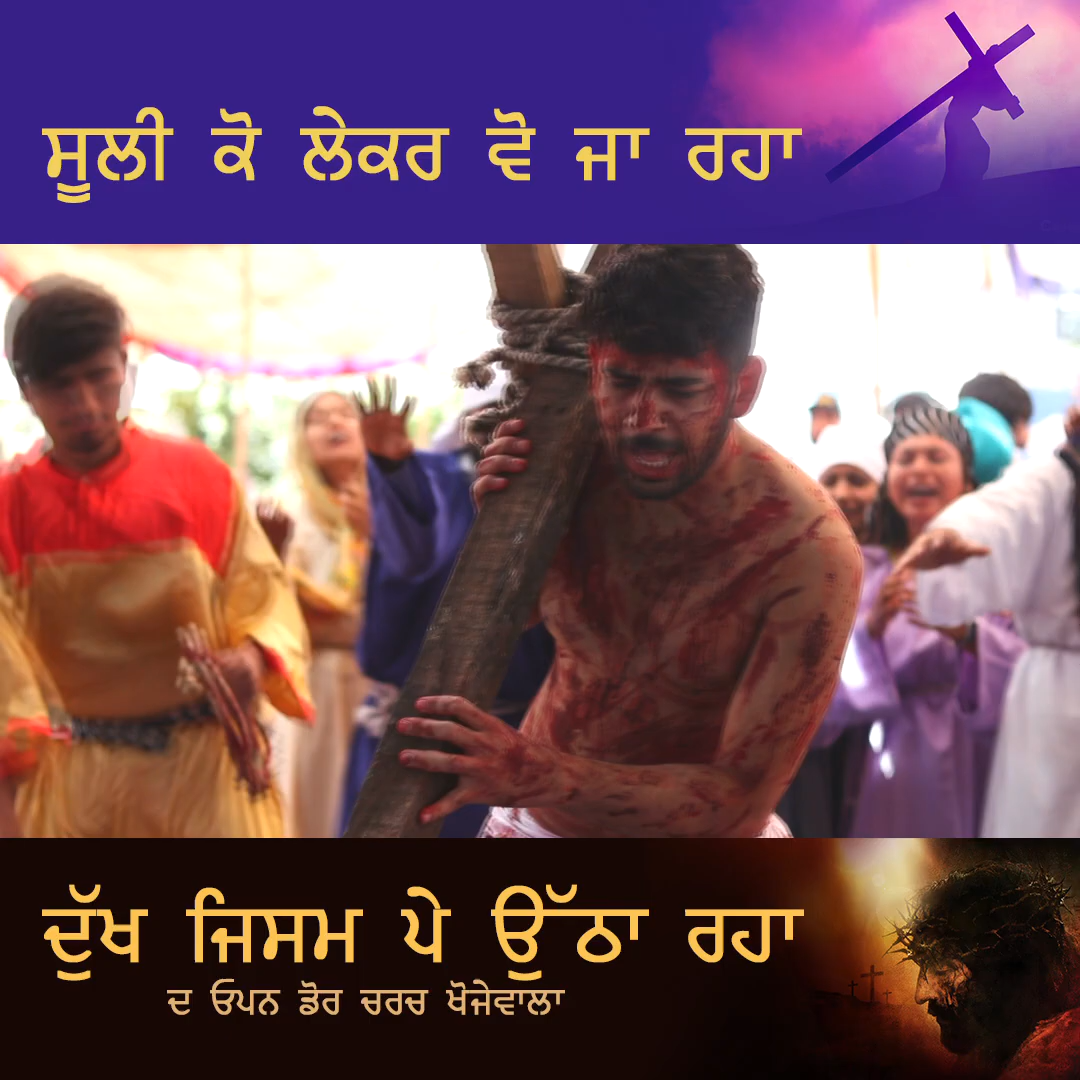 ਸੂਲੀ ਕੋ ਲੇਕਰ ਵੋ ਜਾ ਰਹਾ
ਦੁੱਖ ਜਿਸਮ ਪੇ ਉੱਠਾ ਰਹਾ
ਦ ਓਪਨ ਡੋਰ ਚਰਚ ਖੋਜੇਵਾਲਾ